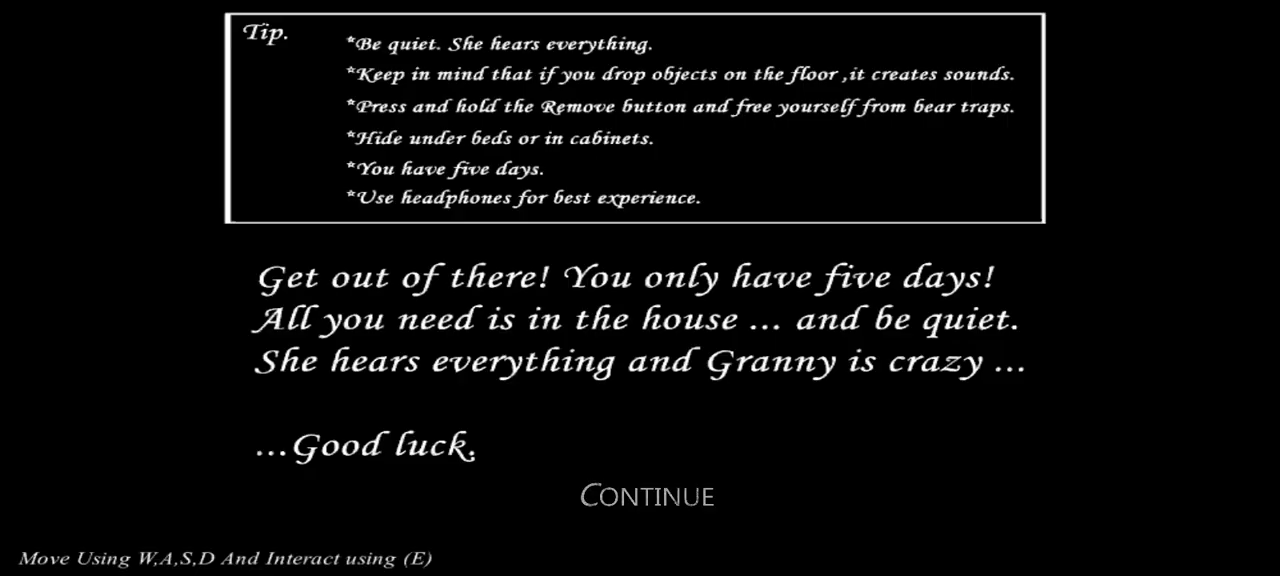 Tip.
*Be quiet. She hears everything.
*Keep in mind that if you drop objects on the floor ,it creates sounds.
*Press and hold the Remove button and free yourself from bear traps.
*Hide under beds or in cabinets.
*You have five days.
*Use headphones for best experience.
Get out of there! You only have five days!
All you need is in the house ... and be quiet.
She hears everything and Granny is crazy ...
...Good luck.
CONTINUE
Move Using W,A,S,D And Interact using (E)